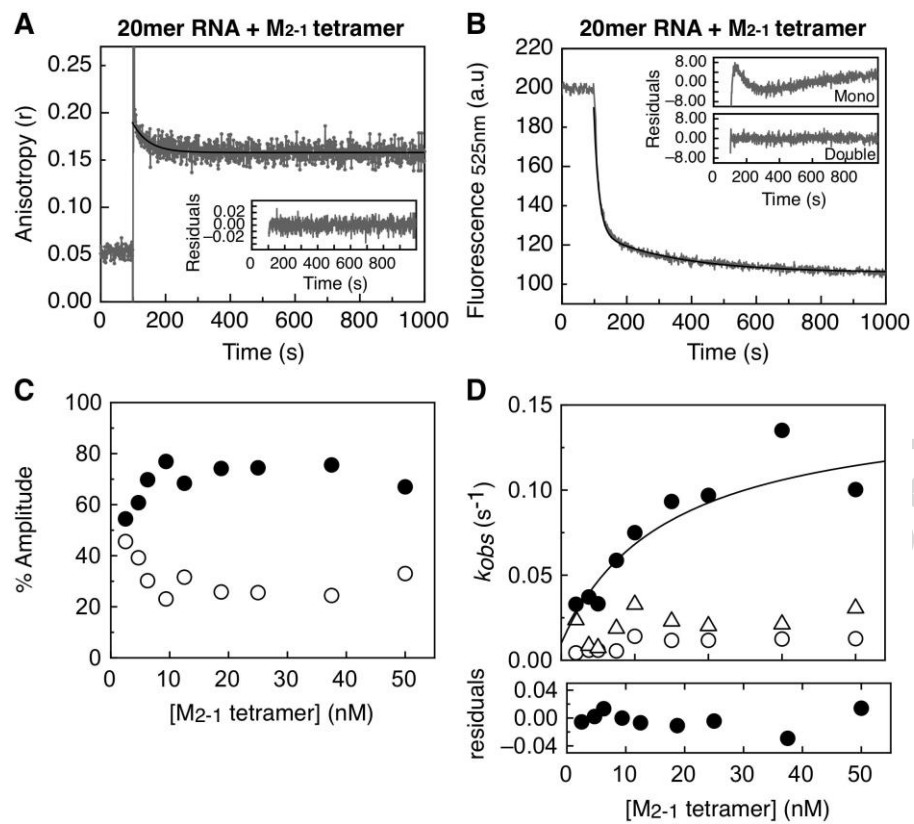 A 20mer RNA + M2-1 tetramer
Anisotropy (r)
0.25
0.20
0.15
0.10
0.05
0.00
Residuals
0.02
0.00
−0.02
200 400 600 800
Time (s)
0 200 400 600 800 1000
Time (s)
B 20mer RNA + M2-1 tetramer
Fluorescence 525nm (a.u)
200
180
160
140
120
100
Residuals
8.00
0.00
−8.00
Mono
8.00
0.00
−8.00
Double
0 200 400 600 800
Time (s)
0 200 400 600 800 1000
Time (s)
C
% Amplitude
100
80
60
40
20
0
0 10 20 30 40 50
[M2-1 tetramer] (nM)
D
kobs (s-1)
0.15
0.10
0.05
0.00
residuals
0.04
0.00
−0.04
0 10 20 30 40 50
[M2-1 tetramer] (nM)